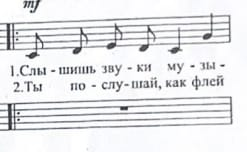 mf
1.Слы - шишь зву - ки му - зы -
2.Ты по - слу-шай, как флей